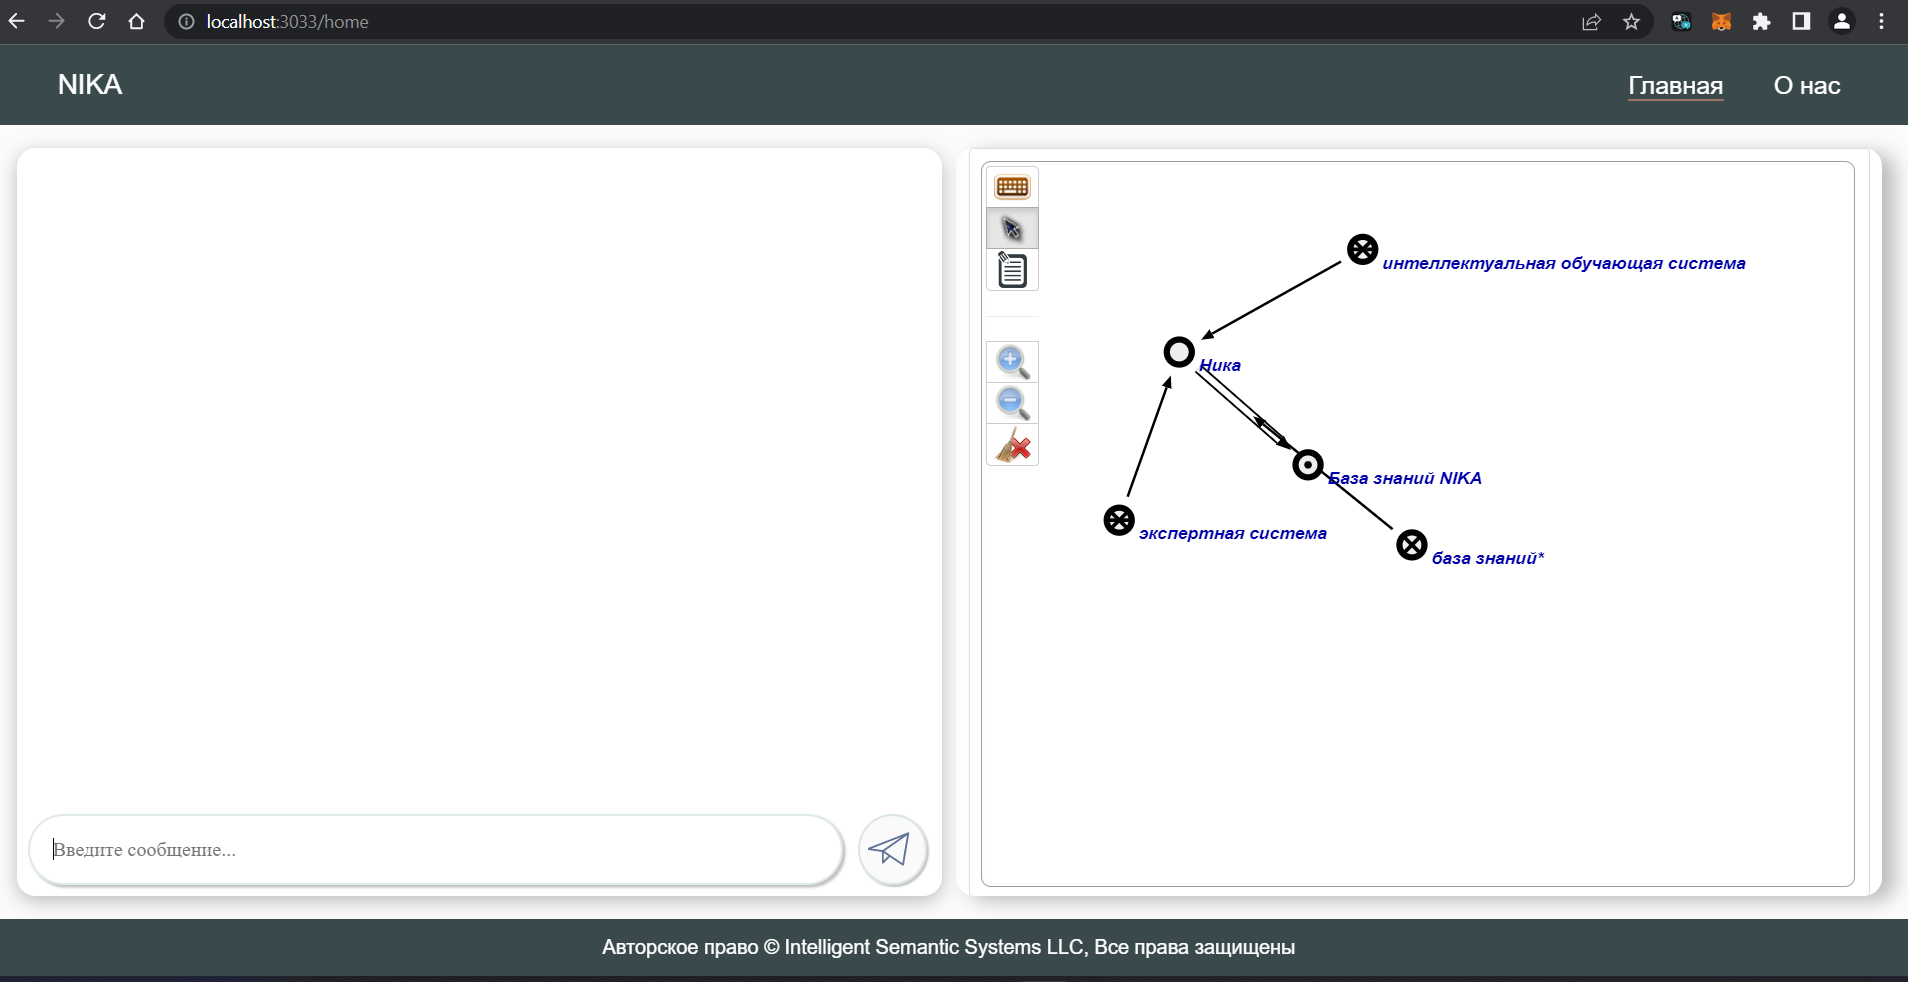 localhost:3033/home
NIKA
Главная
О нас
интеллектуальная обучающая система
Ника
База знаний NIKA
экспертная система
база знаний*
Введите сообщение...
Авторское право © Intelligent Semantic Systems LLC, Все права защищены